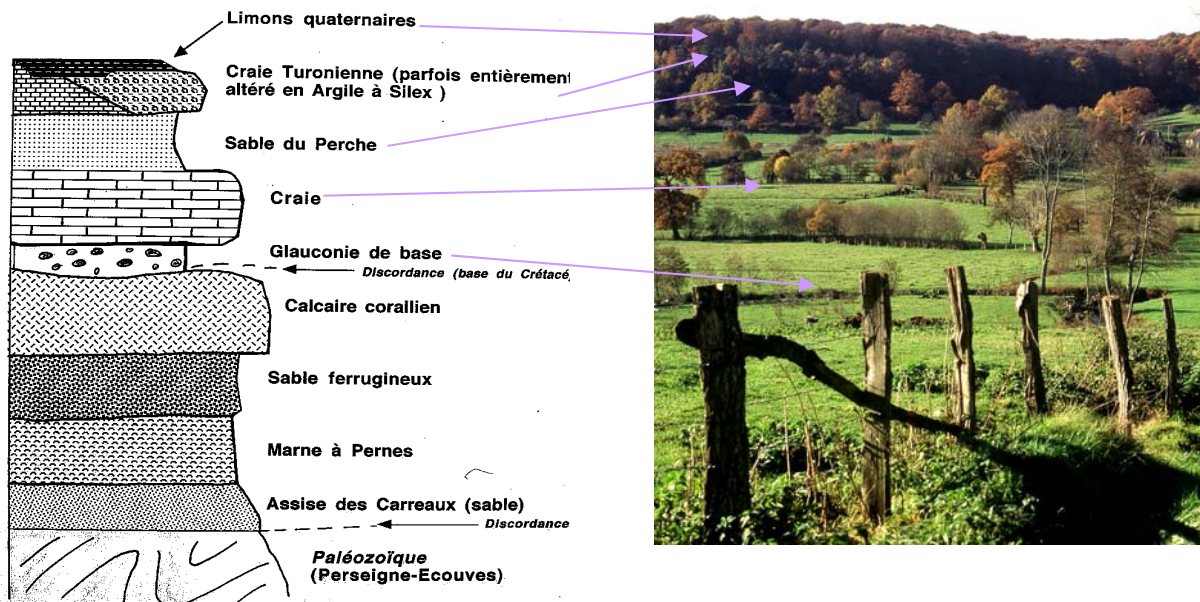 Limons quaternaires
Craie Turonienne (parfois entièrement
altéré en Argile à Silex )
Sable du Perche
Craie
Glauconie de base
Discordance (base du Crétacé
Calcaire corallien
Sable ferrugineux
Marne à Pernes
Assise des Carreaux (sable)
Discordance
Paléozoïque
(Perseigne-Ecouves)